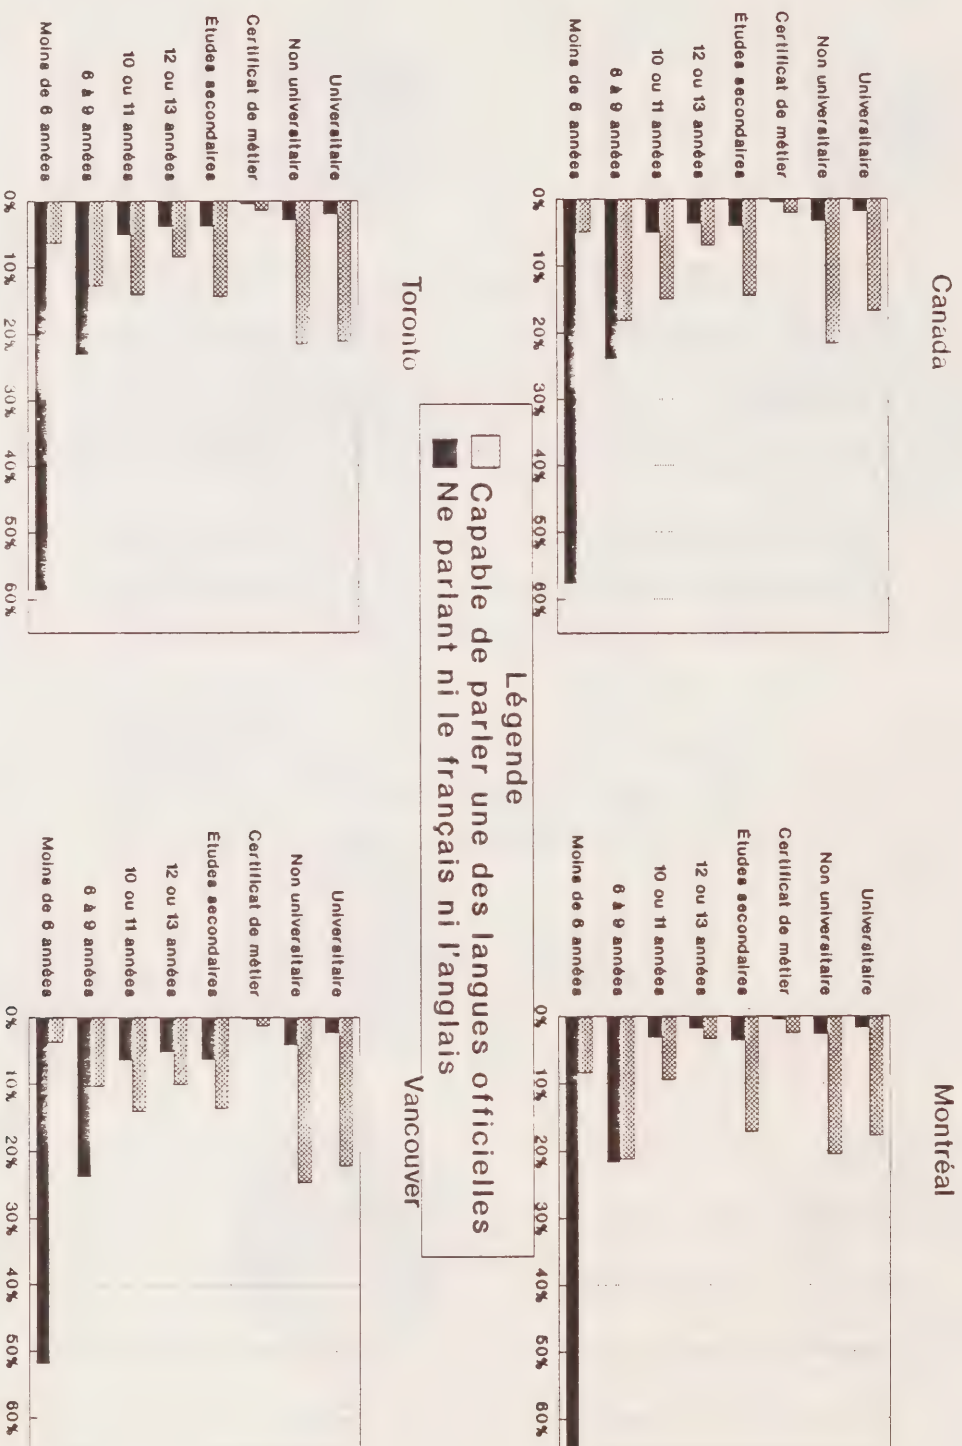 Canada
Universitaire
Non universitaire
Certificat de métier
Études secondaires
12 ou 13 années
10 ou 11 années
6 à 9 années
Moins de 6 années
0% 10% 20% 30% 40% 50% 60%
Montréal
Universitaire
Non universitaire
Certificat de métier
Études secondaires
12 ou 13 années
10 ou 11 années
6 à 9 années
Moins de 6 années
0% 10% 20% 30% 40% 50% 60%
Légende
Capable de parler une des langues officielles
Ne parlant ni le français ni l'anglais
Toronto
Universitaire
Non universitaire
Certificat de métier
Études secondaires
12 ou 13 années
10 ou 11 années
6 à 9 années
Moins de 6 années
0% 10% 20% 30% 40% 50% 60%
Vancouver
Universitaire
Non universitaire
Certificat de métier
Études secondaires
12 ou 13 années
10 ou 11 années
6 à 9 années
Moins de 6 années
0% 10% 20% 30% 40% 50% 60%